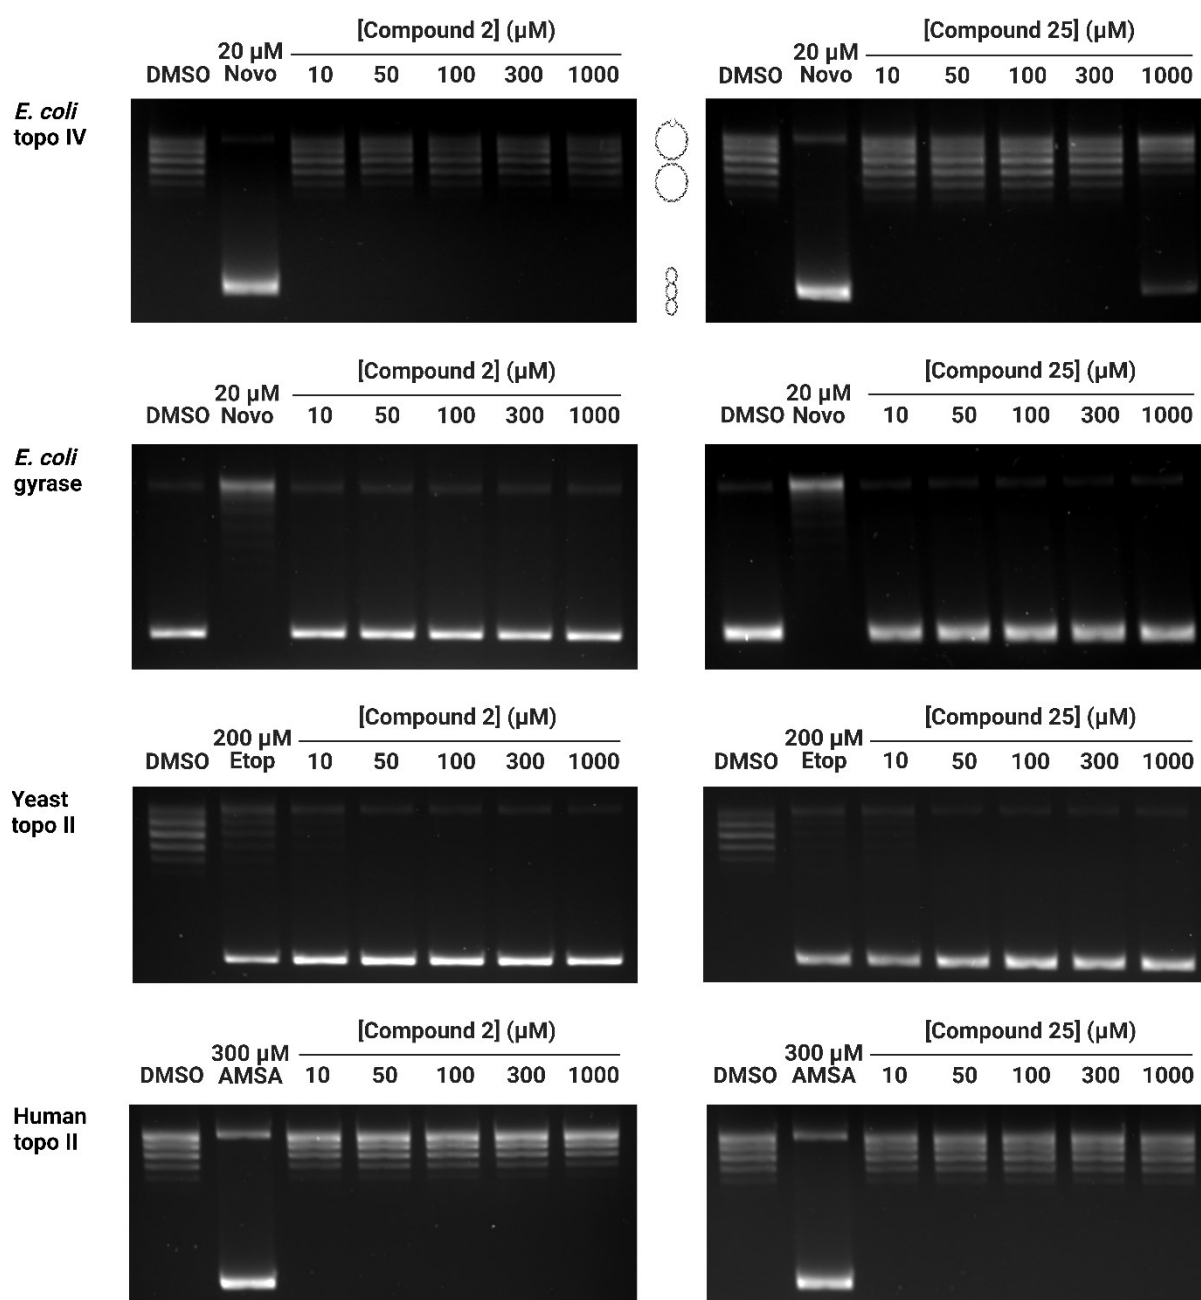 [Compound 2] (μM)
20 μM
DMSO Novo 10 50 100 300 1000
[Compound 25] (μM)
20 μM
DMSO Novo 10 50 100 300 1000
E. coli
topo IV
[Compound 2] (μM)
20 μM
DMSO Novo 10 50 100 300 1000
[Compound 25] (μM)
20 μM
DMSO Novo 10 50 100 300 1000
E. coli
gyrase
[Compound 2] (μM)
200 μM
DMSO Etop 10 50 100 300 1000
[Compound 25] (μM)
200 μM
DMSO Etop 10 50 100 300 1000
Yeast
topo II
[Compound 2] (μM)
300 μM
DMSO AMSA 10 50 100 300 1000
[Compound 25] (μM)
300 μM
DMSO AMSA 10 50 100 300 1000
Human
topo II